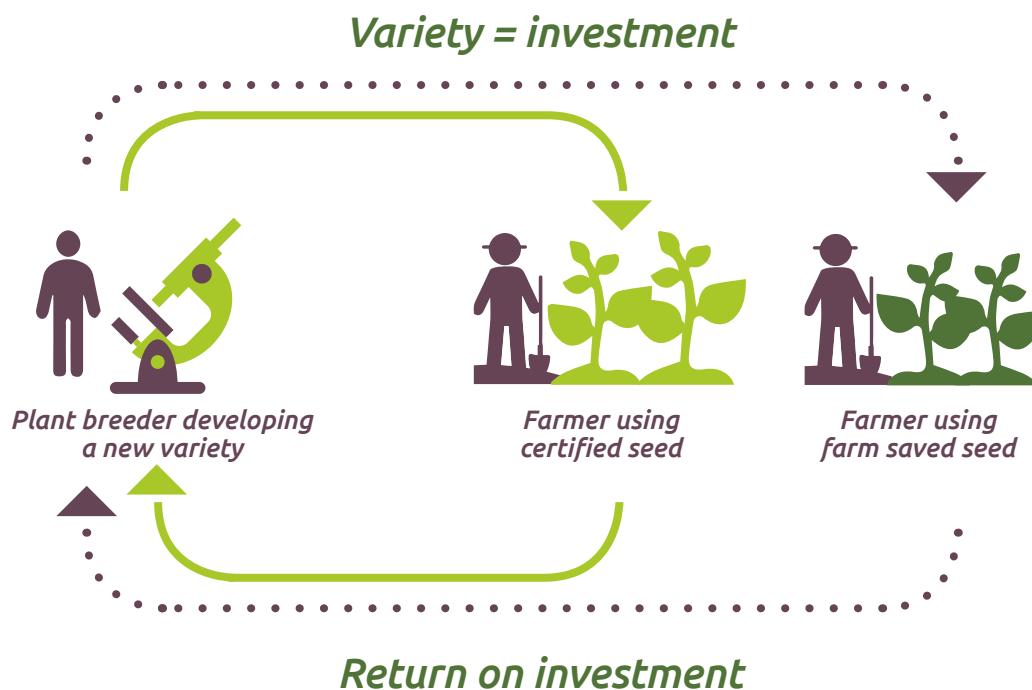 Variety = investment
Plant breeder developing
a new variety
Farmer using
certified seed
Farmer using
farm saved seed
Return on investment